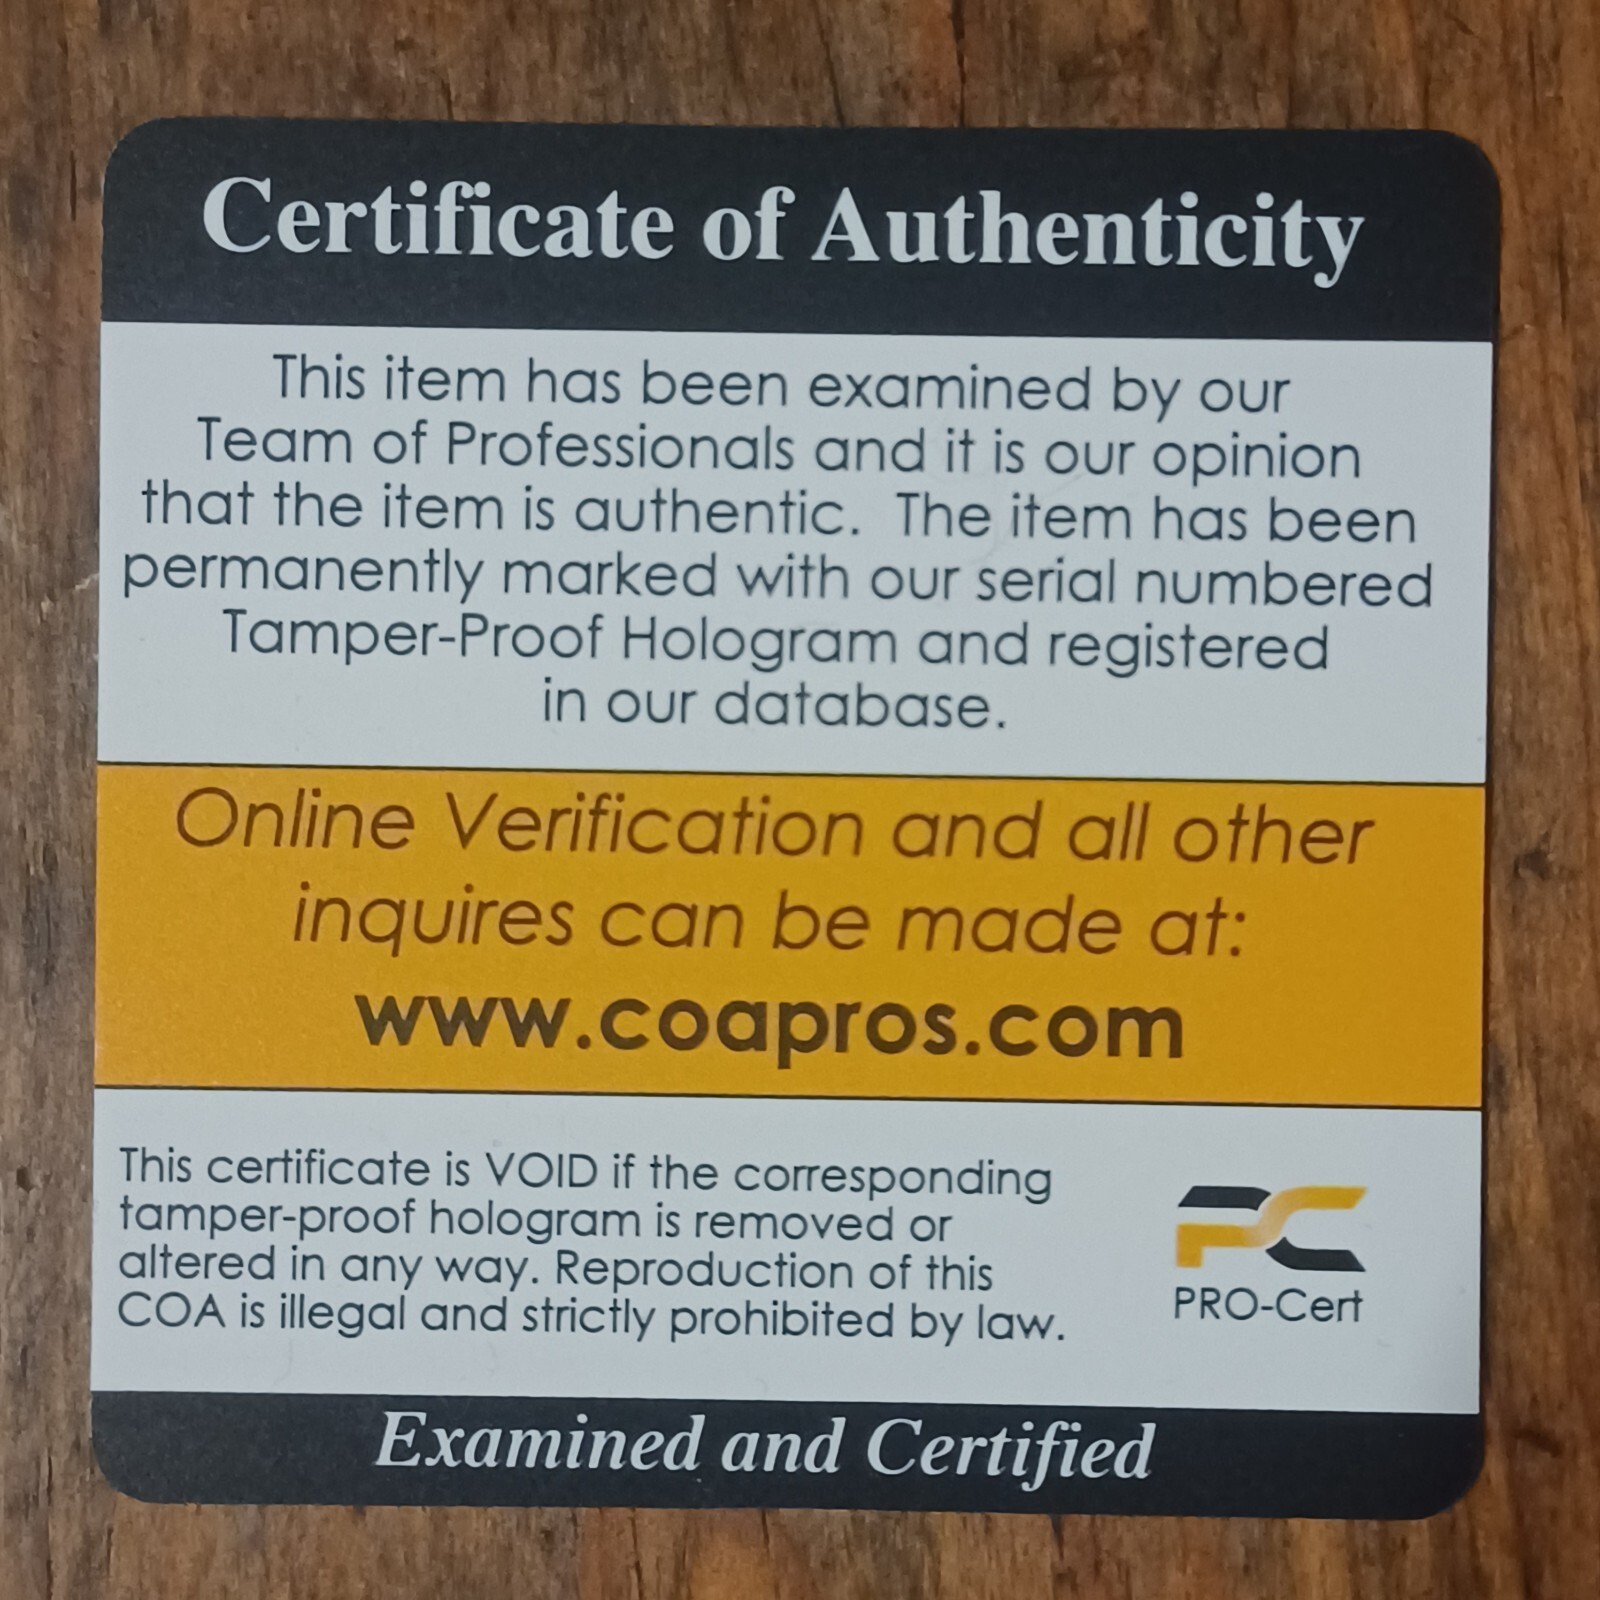 Certificate of Authenticity
This item has been examined by our
Team of Professionals and it is our opinion
that the item is authentic. The item has been
permanently marked with our serial numbered
Tamper-Proof Hologram and registered
in our database.
Online Verification and all other
inquires can be made at:
www.coapros.com
This certificate is VOID if the corresponding
tamper-proof hologram is removed or
altered in any way. Reproduction of this
COA is illegal and strictly prohibited by law.
PC
PRO-Cert
Examined and Certified